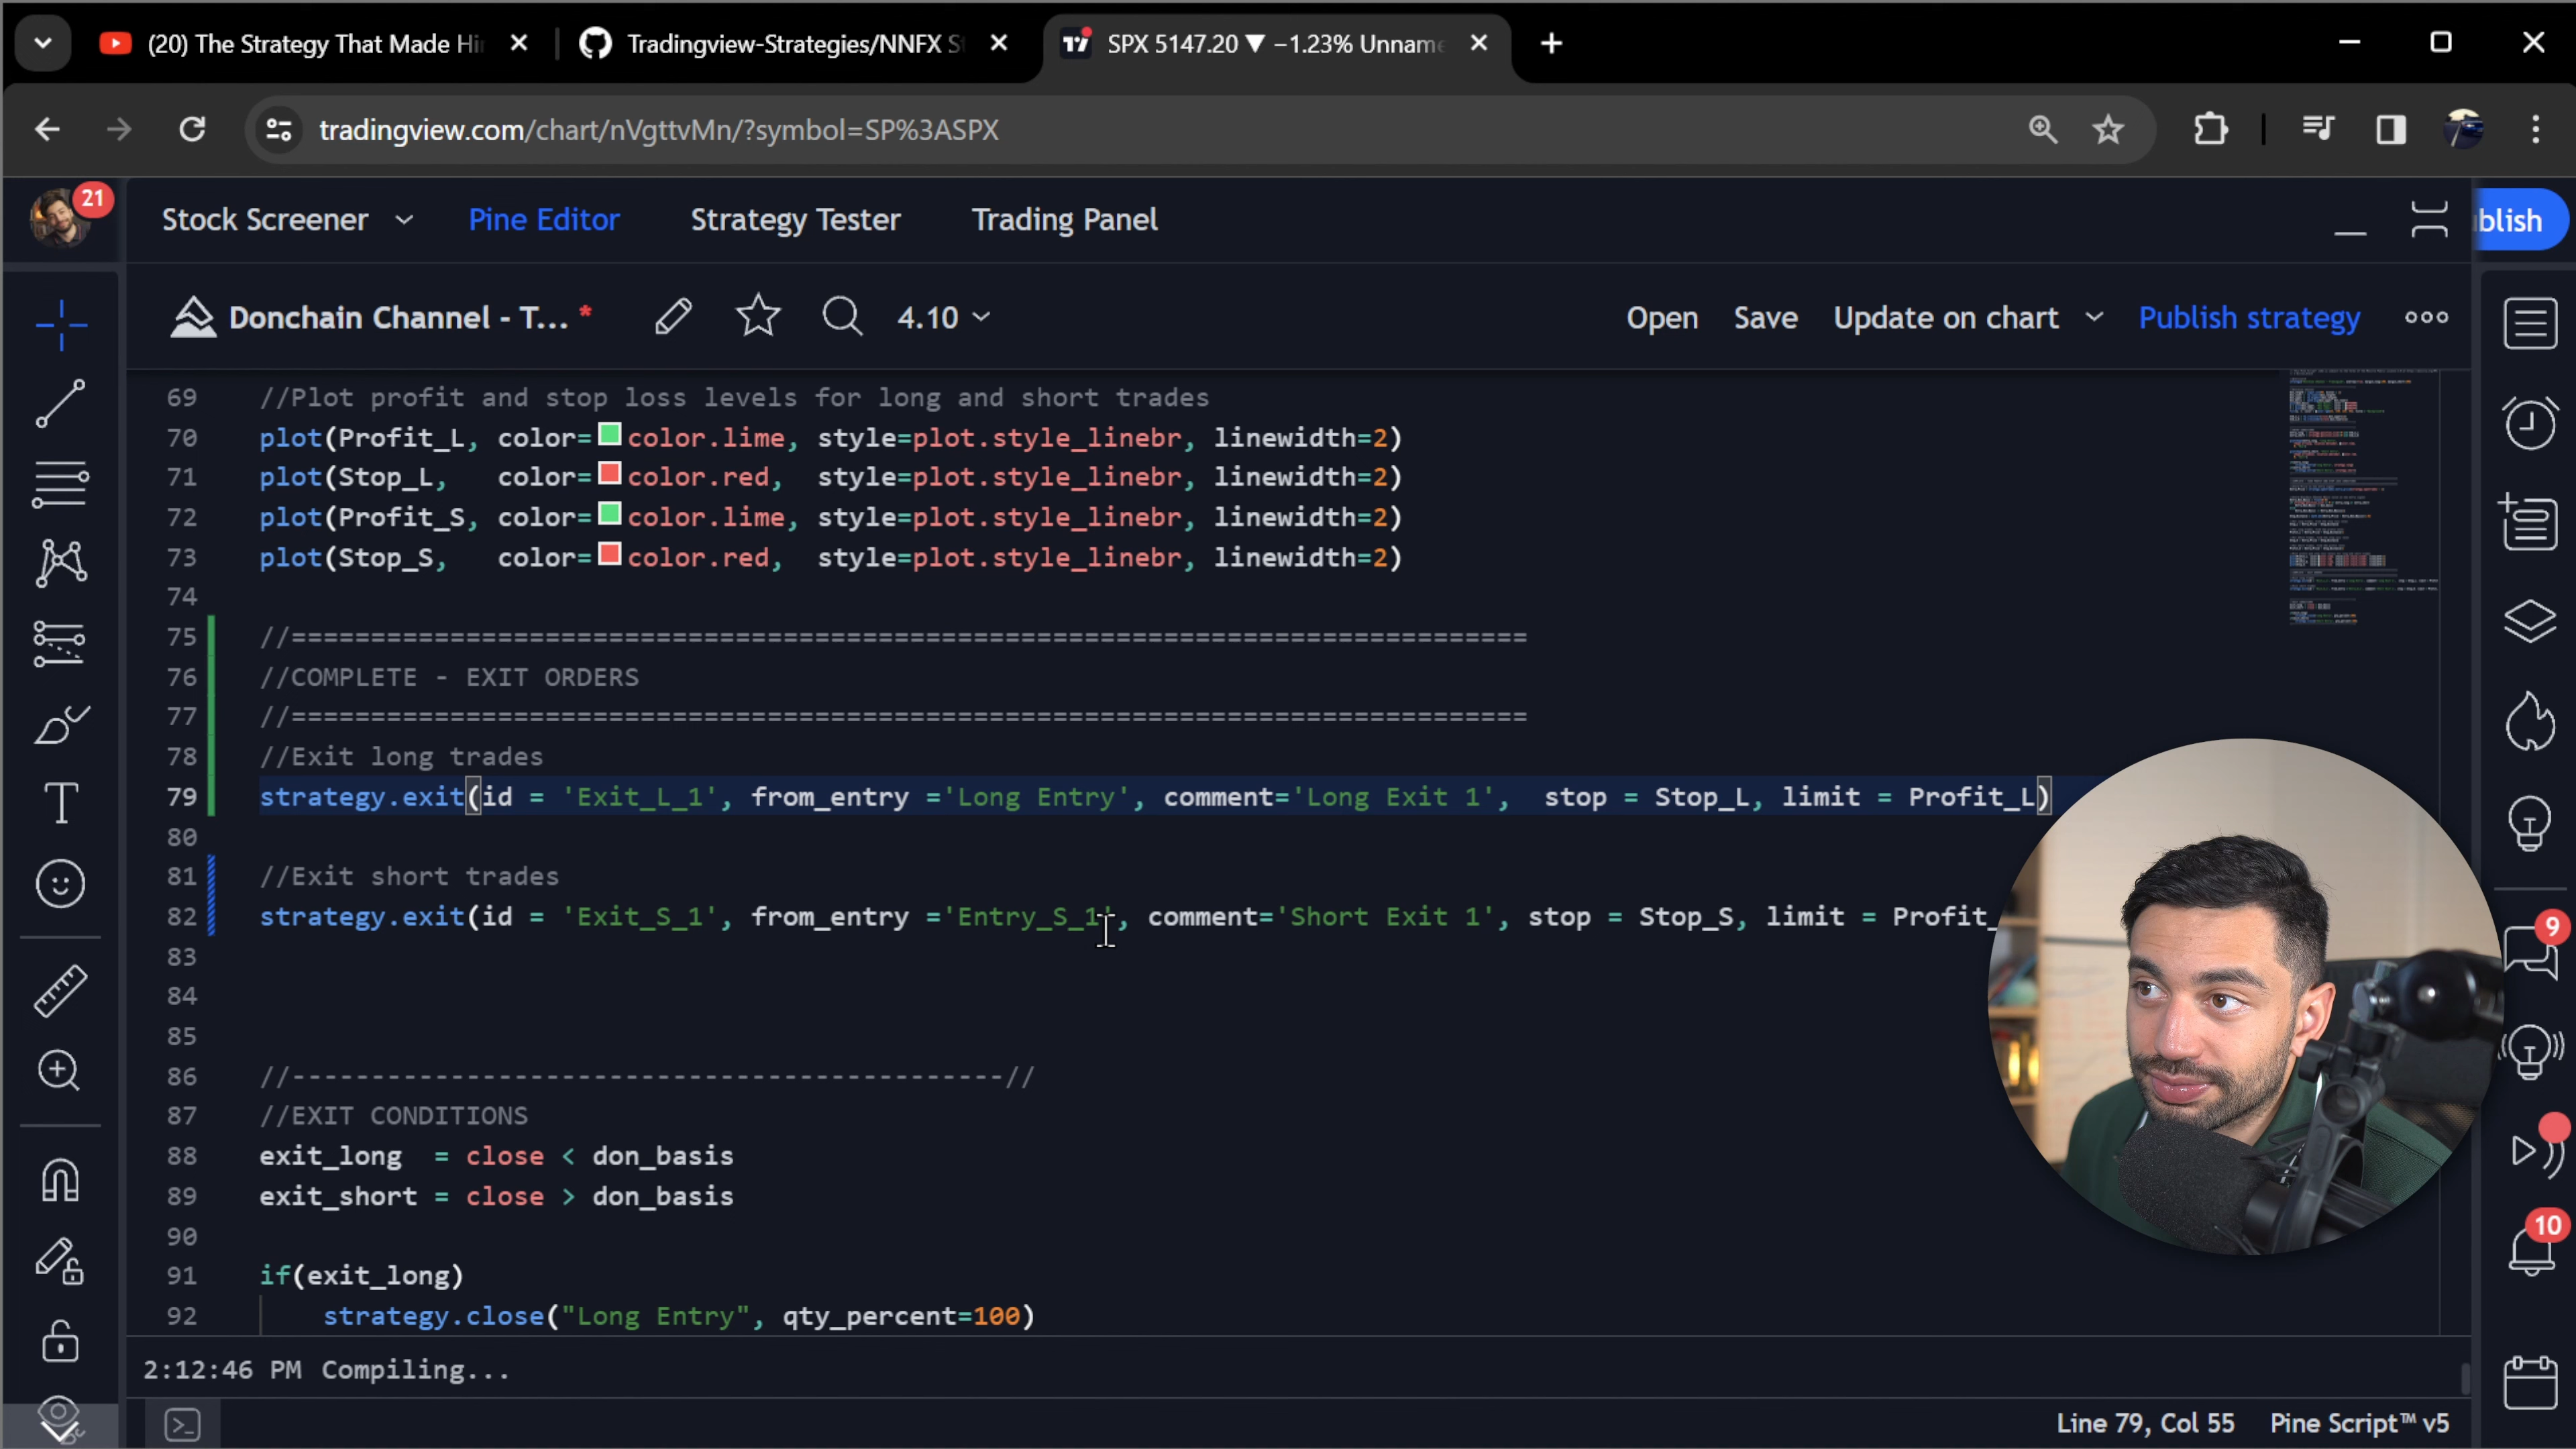 (20) The Strategy That Made Hi
Tradingview-Strategies/NNFX S
SPX 5147.20 ▼ −1.23% Unname
tradingview.com/chart/nVgttvMn/?symbol=SP%3ASPX
21
Stock Screener
Pine Editor
Strategy Tester
Trading Panel
blish
Donchain Channel - T... *
4.10
Open
Save
Update on chart
Publish strategy
69 //Plot profit and stop loss levels for long and short trades
70 plot(Profit_L, color=color.lime, style=plot.style_linebr, linewidth=2)
71 plot(Stop_L,   color=color.red,  style=plot.style_linebr, linewidth=2)
72 plot(Profit_S, color=color.lime, style=plot.style_linebr, linewidth=2)
73 plot(Stop_S,   color=color.red,  style=plot.style_linebr, linewidth=2)
74
75 //==============================================================================
76 //COMPLETE - EXIT ORDERS
77 //==============================================================================
78 //Exit long trades
79 strategy.exit(id = 'Exit_L_1', from_entry ='Long Entry', comment='Long Exit 1',  stop = Stop_L, limit = Profit_L)
80
81 //Exit short trades
82 strategy.exit(id = 'Exit_S_1', from_entry ='Entry_S_1', comment='Short Exit 1', stop = Stop_S, limit = Profit_
83
84
85
86 //---------------------------------------------//
87 //EXIT CONDITIONS
88 exit_long  = close < don_basis
89 exit_short = close > don_basis
90
91 if(exit_long)
92     strategy.close("Long Entry", qty_percent=100)
9
10
2:12:46 PM Compiling...
Line 79, Col 55
Pine Script™ v5